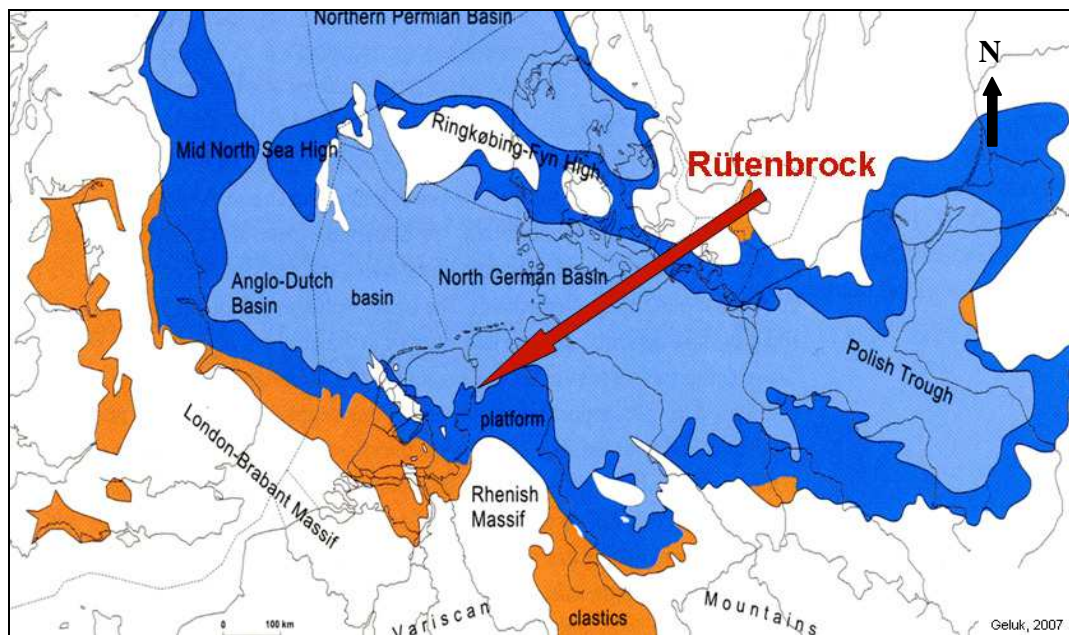 Northern Permian Basin
N
Mid North Sea High
Ringkøbing-Fyn High
Rütenbrock
Anglo-Dutch
Basin
basin
North German Basin
Polish Trough
platform
London-Brabant Massif
Rhenish
Massif
clastics
Variscan
Mountains
0 100 km
Geluk, 2007